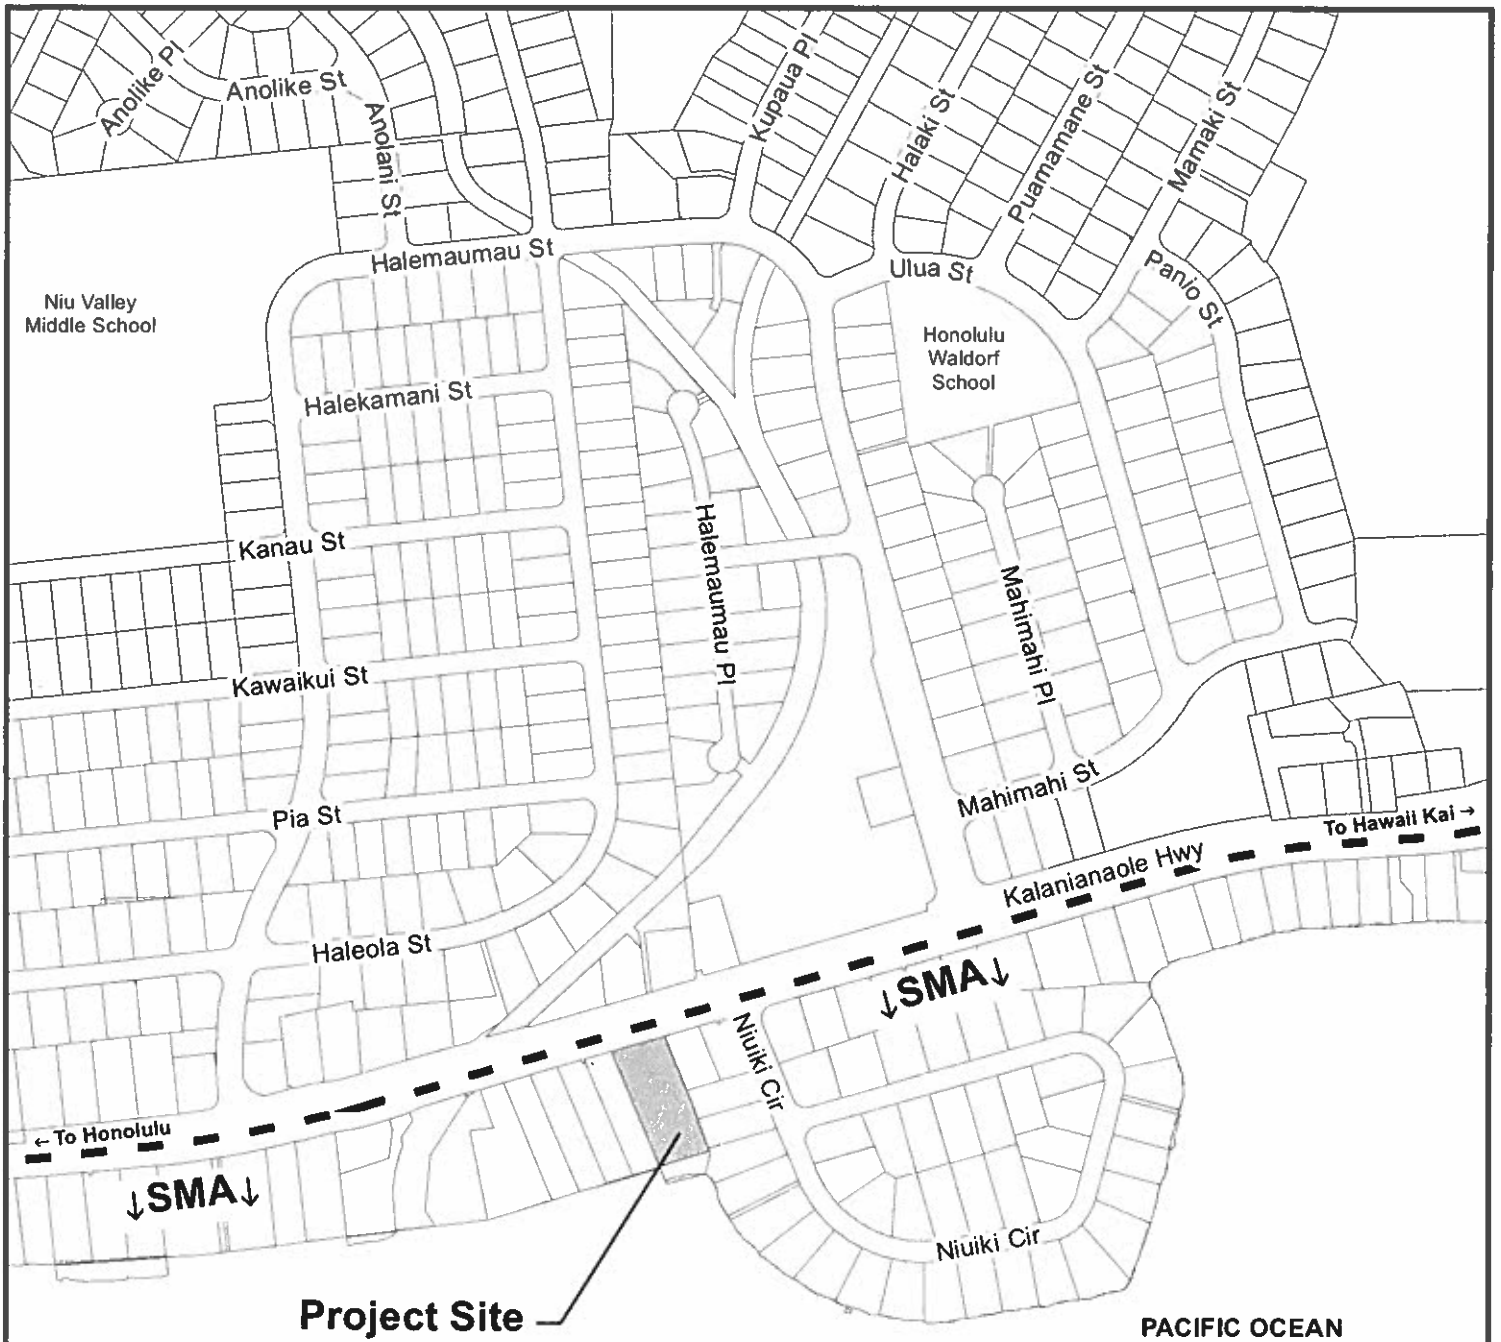 Anolike Pl
Anolike St
Anolani St
Kupaua Pl
Halaki St
Puamamane St
Mamaki St
Halemaumau St
Ulua St
Panio St
Niu Valley
Middle School
Honolulu
Waldorf
School
Halekamani St
Kanau St
Halemaumau Pl
Mahimahi Pl
Kawaikui St
Pia St
Mahimahi St
To Hawaii Kai →
Kalanianaole Hwy
Haleola St
↓SMA↓
Niuiki Cir
← To Honolulu
↓SMA↓
Niuiki Cir
Project Site
PACIFIC OCEAN